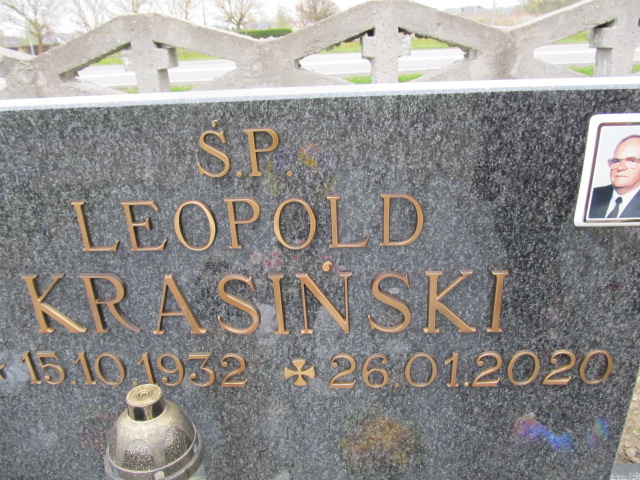 Ś.P.
LEOPOLD
KRASIŃSKI
15.10.1932 26.01.2020